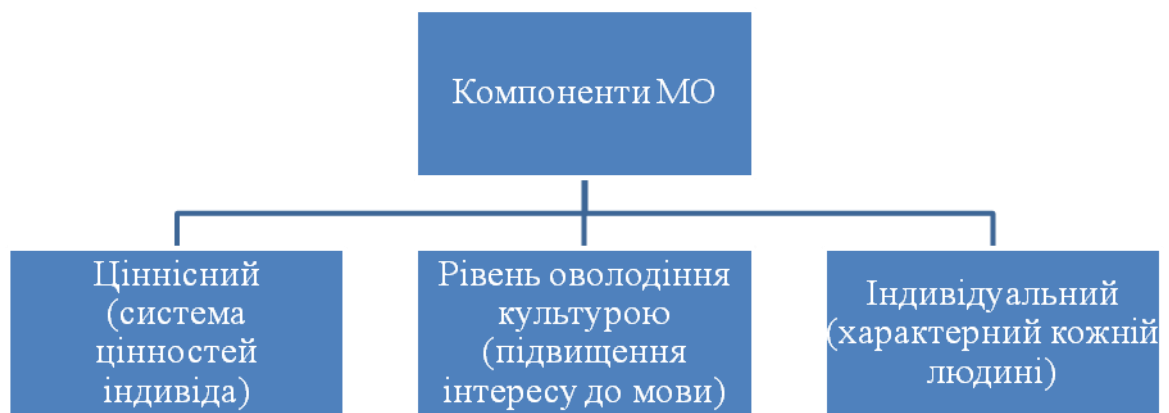 Компоненти МО
Ціннісний
(система
цінностей
індивіда)
Рівень оволодіння
культурою
(підвищення
інтересу до мови)
Індивідуальний
(характерний кожній
людині)